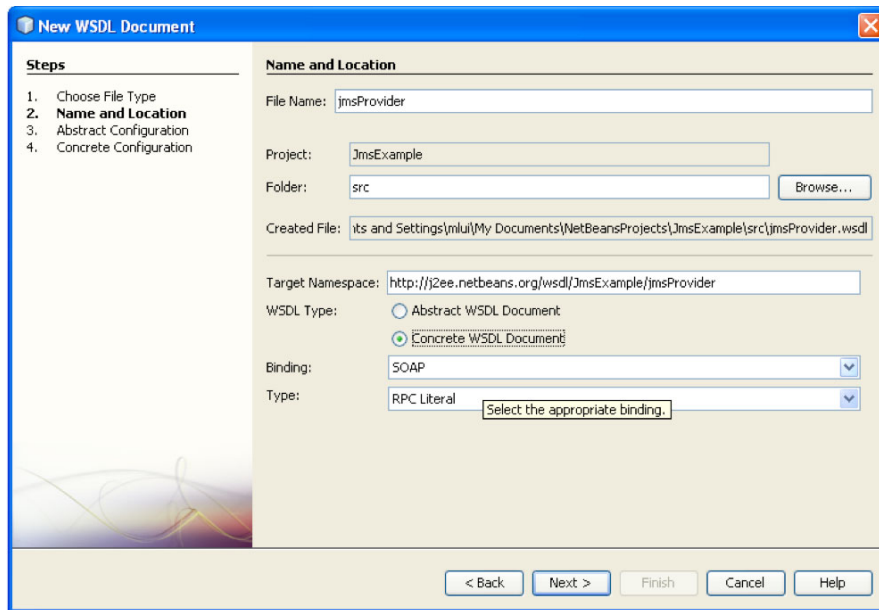 New WSDL Document
Steps
1. Choose File Type
2. Name and Location
3. Abstract Configuration
4. Concrete Configuration
Name and Location
File Name: jmsProvider
Project: JmsExample
Folder: src Browse...
Created File: nts and Settings\mlui\My Documents\NetBeansProjects\JmsExample\src\jmsProvider.wsdl
Target Namespace: http://j2ee.netbeans.org/wsdl/JmsExample/jmsProvider
WSDL Type: Abstract WSDL Document
Concrete WSDL Document
Binding: SOAP
Type: RPC Literal
Select the appropriate binding.
< Back Next > Finish Cancel Help